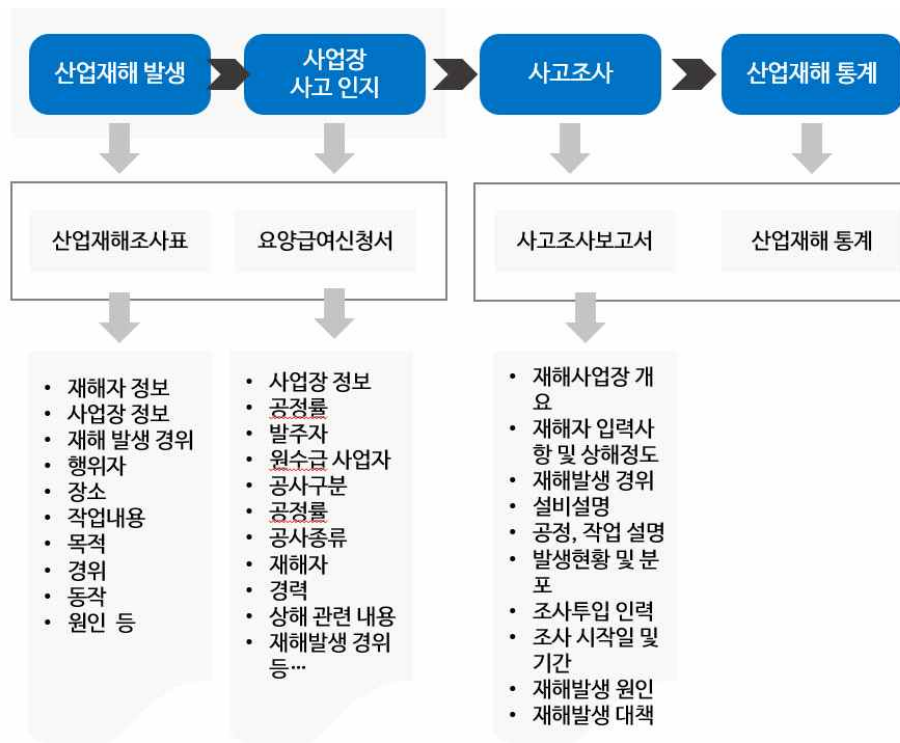 산업재해 발생
사업장
사고 인지
사고조사
산업재해 통계
산업재해조사표
요양급여신청서
사고조사보고서
산업재해 통계
• 재해자 정보
• 사업장 정보
• 재해 발생 경위
• 행위자
• 장소
• 작업내용
• 목적
• 경위
• 동작
• 원인 등
• 사업장 정보
• 공정률
• 발주자
• 원수급 사업자
• 공사구분
• 공정률
• 공사종류
• 재해자
• 경력
• 상해 관련 내용
• 재해발생 경위
등…
• 재해사업장 개
요
• 재해자 입력사
항 및 상해정도
• 재해발생 경위
• 설비설명
• 공정, 작업 설명
• 발생현황 및 분
포
• 조사투입 인력
• 조사 시작일 및
기간
• 재해발생 원인
• 재해발생 대책